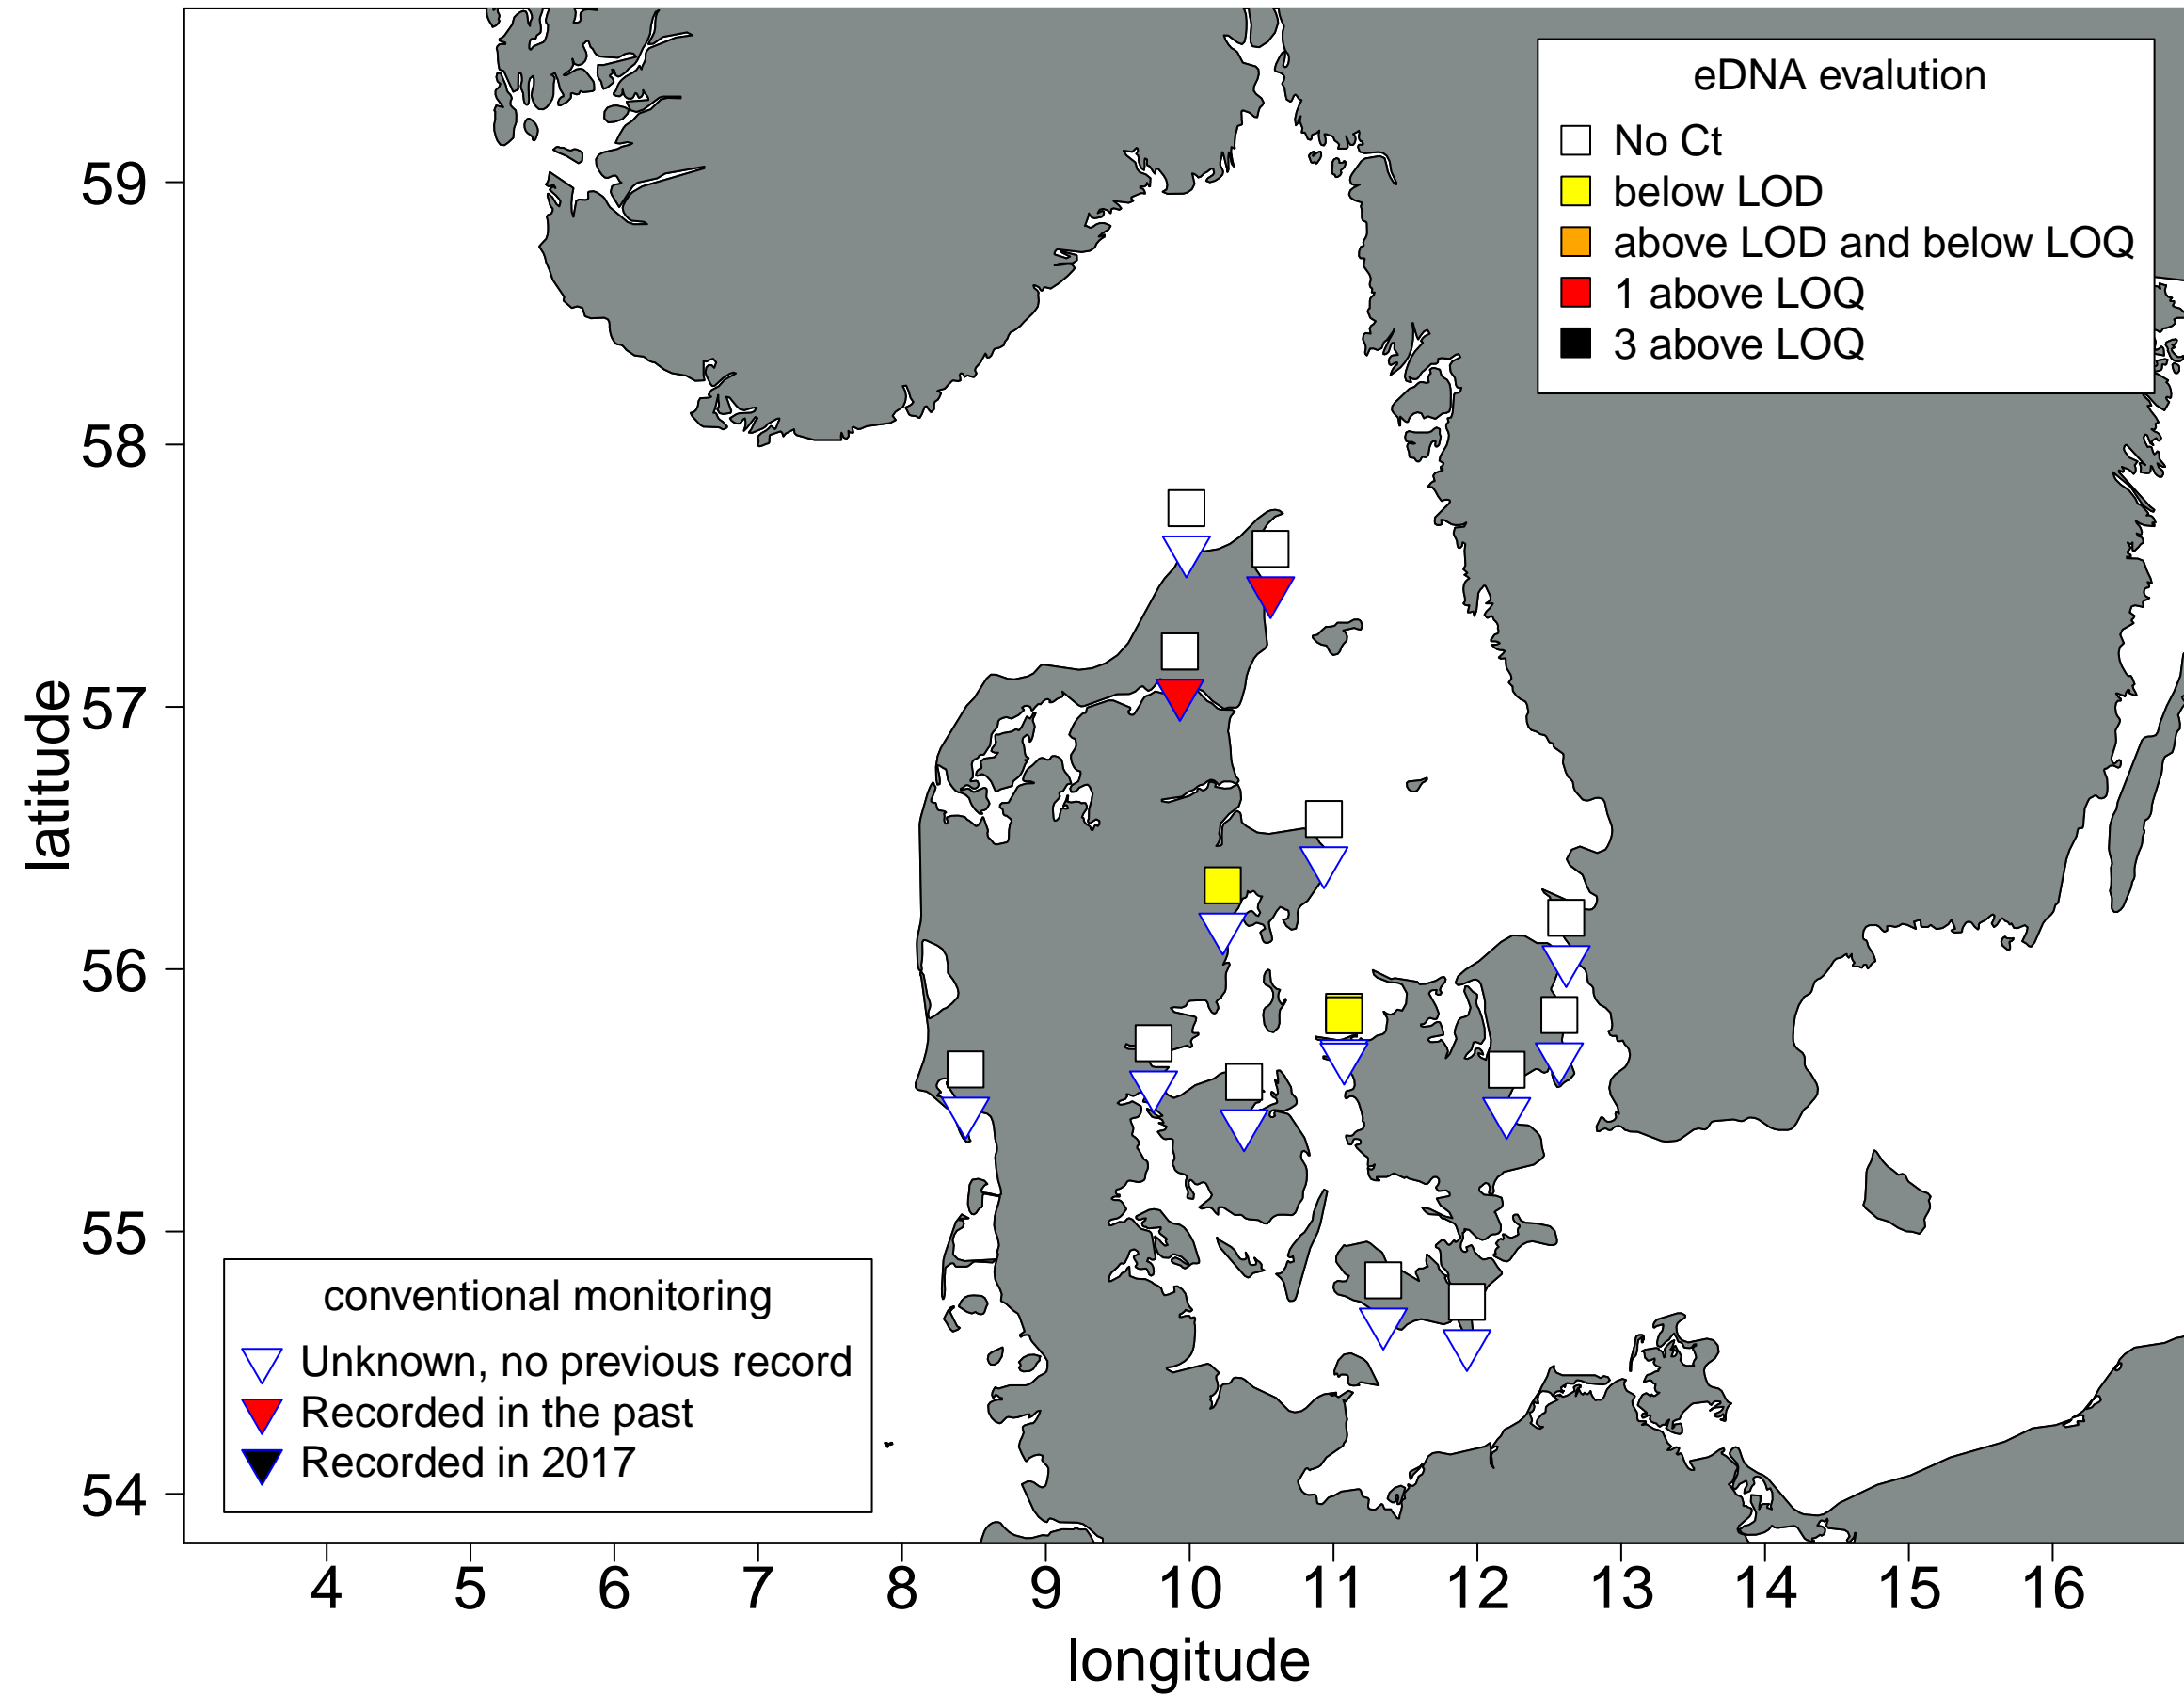 eDNA evalution
No Ct
below LOD
above LOD and below LOQ
1 above LOQ
3 above LOQ
59
58
57
56
55
54
latitude
conventional monitoring
Unknown, no previous record
Recorded in the past
Recorded in 2017
4 5 6 7 8 9 10 11 12 13 14 15 16
longitude